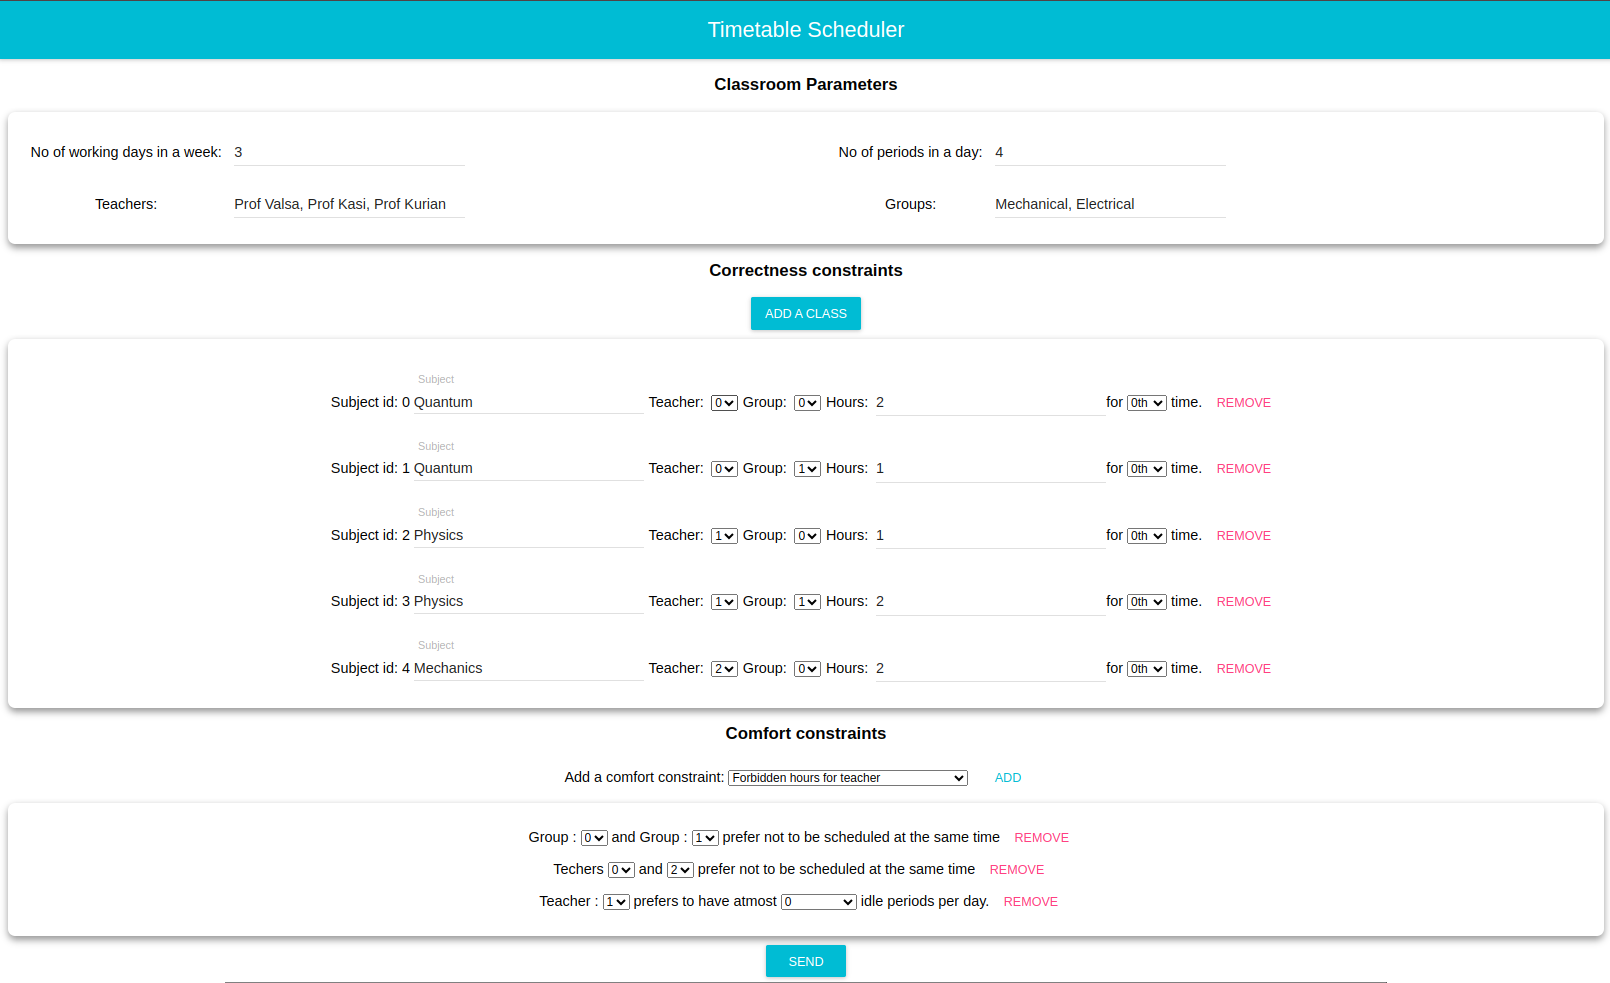 Timetable Scheduler
Classroom Parameters
No of working days in a week: 3 No of periods in a day: 4
Teachers: Prof Valsa, Prof Kasi, Prof Kurian Groups: Mechanical, Electrical
Correctness constraints
ADD A CLASS
Subject
Subject id: 0 Quantum Teacher: 0 Group: 0 Hours: 2 for 0th time. REMOVE
Subject
Subject id: 1 Quantum Teacher: 0 Group: 1 Hours: 1 for 0th time. REMOVE
Subject
Subject id: 2 Physics Teacher: 1 Group: 0 Hours: 1 for 0th time. REMOVE
Subject
Subject id: 3 Physics Teacher: 1 Group: 1 Hours: 2 for 0th time. REMOVE
Subject
Subject id: 4 Mechanics Teacher: 2 Group: 0 Hours: 2 for 0th time. REMOVE
Comfort constraints
Add a comfort constraint: Forbidden hours for teacher ADD
Group : 0 and Group : 1 prefer not to be scheduled at the same time REMOVE
Techers 0 and 2 prefer not to be scheduled at the same time REMOVE
Teacher : 1 prefers to have atmost 0 idle periods per day. REMOVE
SEND